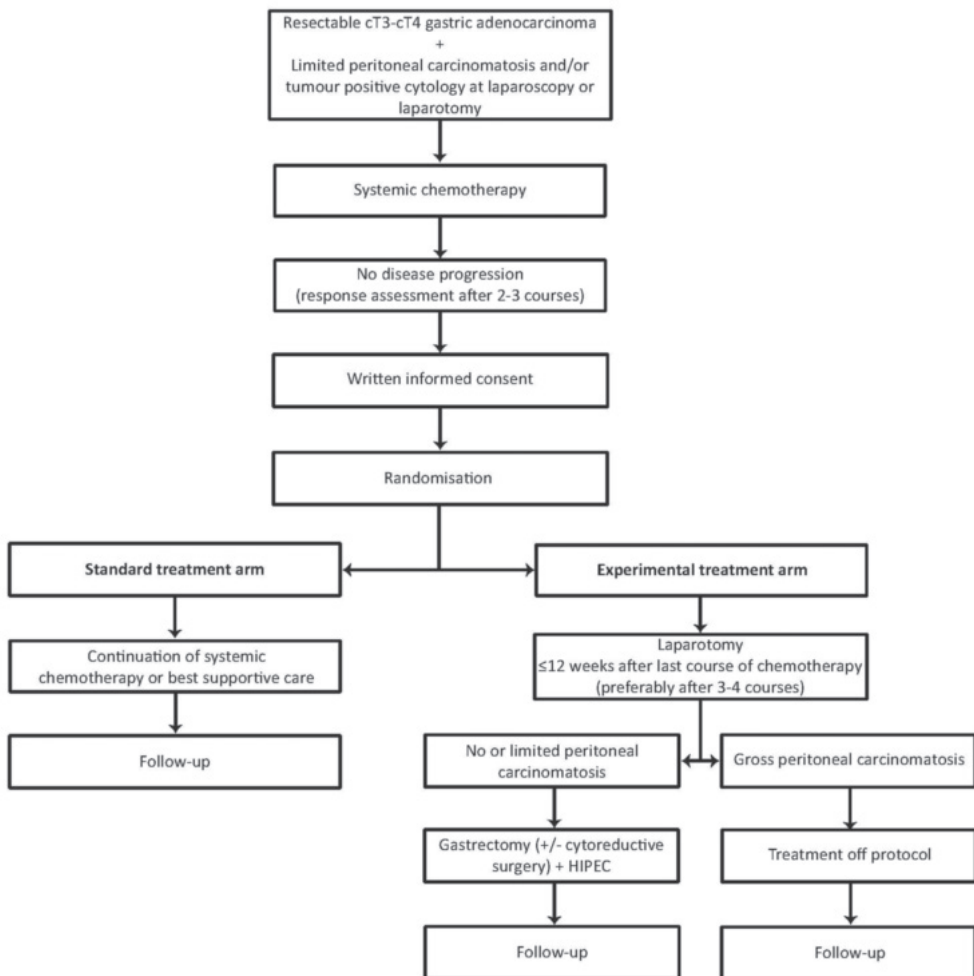 Resectable cT3-cT4 gastric adenocarcinoma
+
Limited peritoneal carcinomatosis and/or
tumour positive cytology at laparoscopy or
laparotomy
Systemic chemotherapy
No disease progression
(response assessment after 2-3 courses)
Written informed consent
Randomisation
Standard treatment arm
Experimental treatment arm
Continuation of systemic
chemotherapy or best supportive care
Laparotomy
≤12 weeks after last course of chemotherapy
(preferably after 3-4 courses)
Follow-up
No or limited peritoneal
carcinomatosis
Gross peritoneal carcinomatosis
Gastrectomy (+/- cytoreductive
surgery) + HIPEC
Treatment off protocol
Follow-up
Follow-up